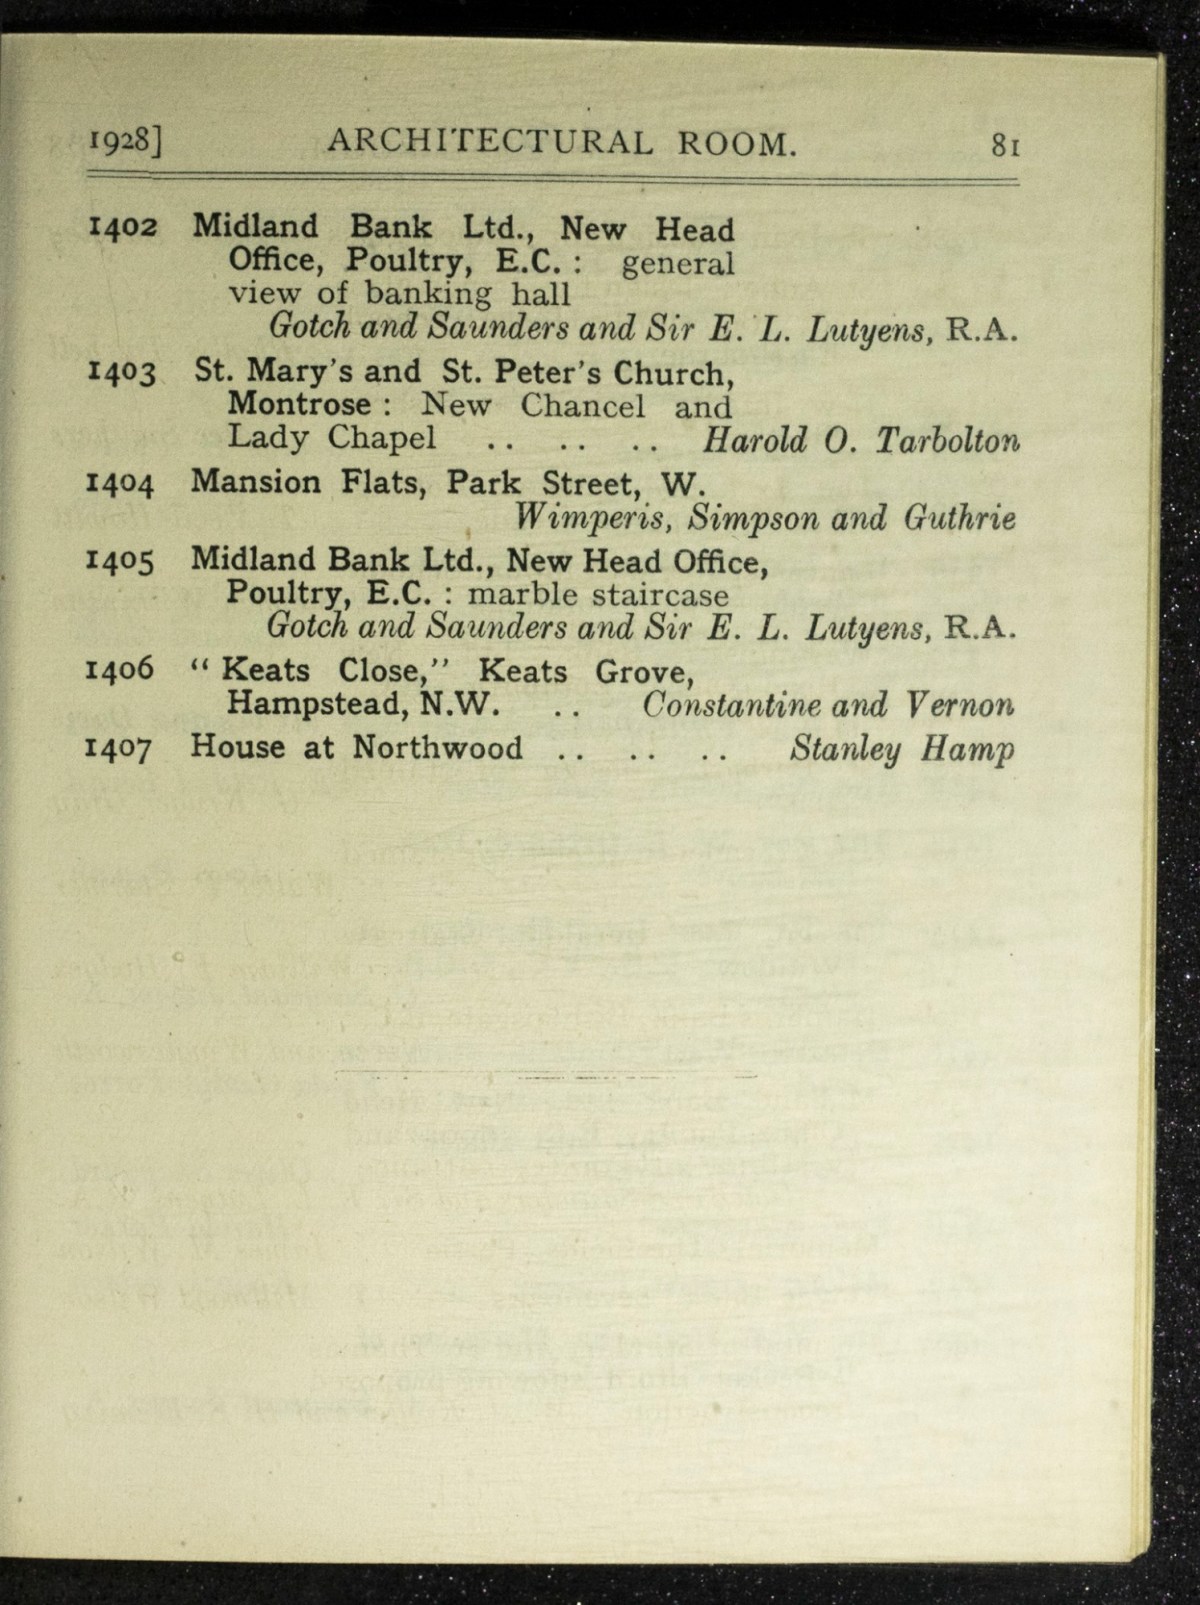 1928] ARCHITECTURAL ROOM. 81
1402 Midland Bank Ltd., New Head
Office, Poultry, E.C. : general
view of banking hall
Gotch and Saunders and Sir E. L. Lutyens, R.A.
1403 St. Mary's and St. Peter's Church,
Montrose : New Chancel and
Lady Chapel .. .. .. Harold O. Tarbolton
1404 Mansion Flats, Park Street, W.
Wimperis, Simpson and Guthrie
1405 Midland Bank Ltd., New Head Office,
Poultry, E.C. : marble staircase
Gotch and Saunders and Sir E. L. Lutyens, R.A.
1406 “ Keats Close,” Keats Grove,
Hampstead, N.W. .. Constantine and Vernon
1407 House at Northwood .. .. .. Stanley Hamp